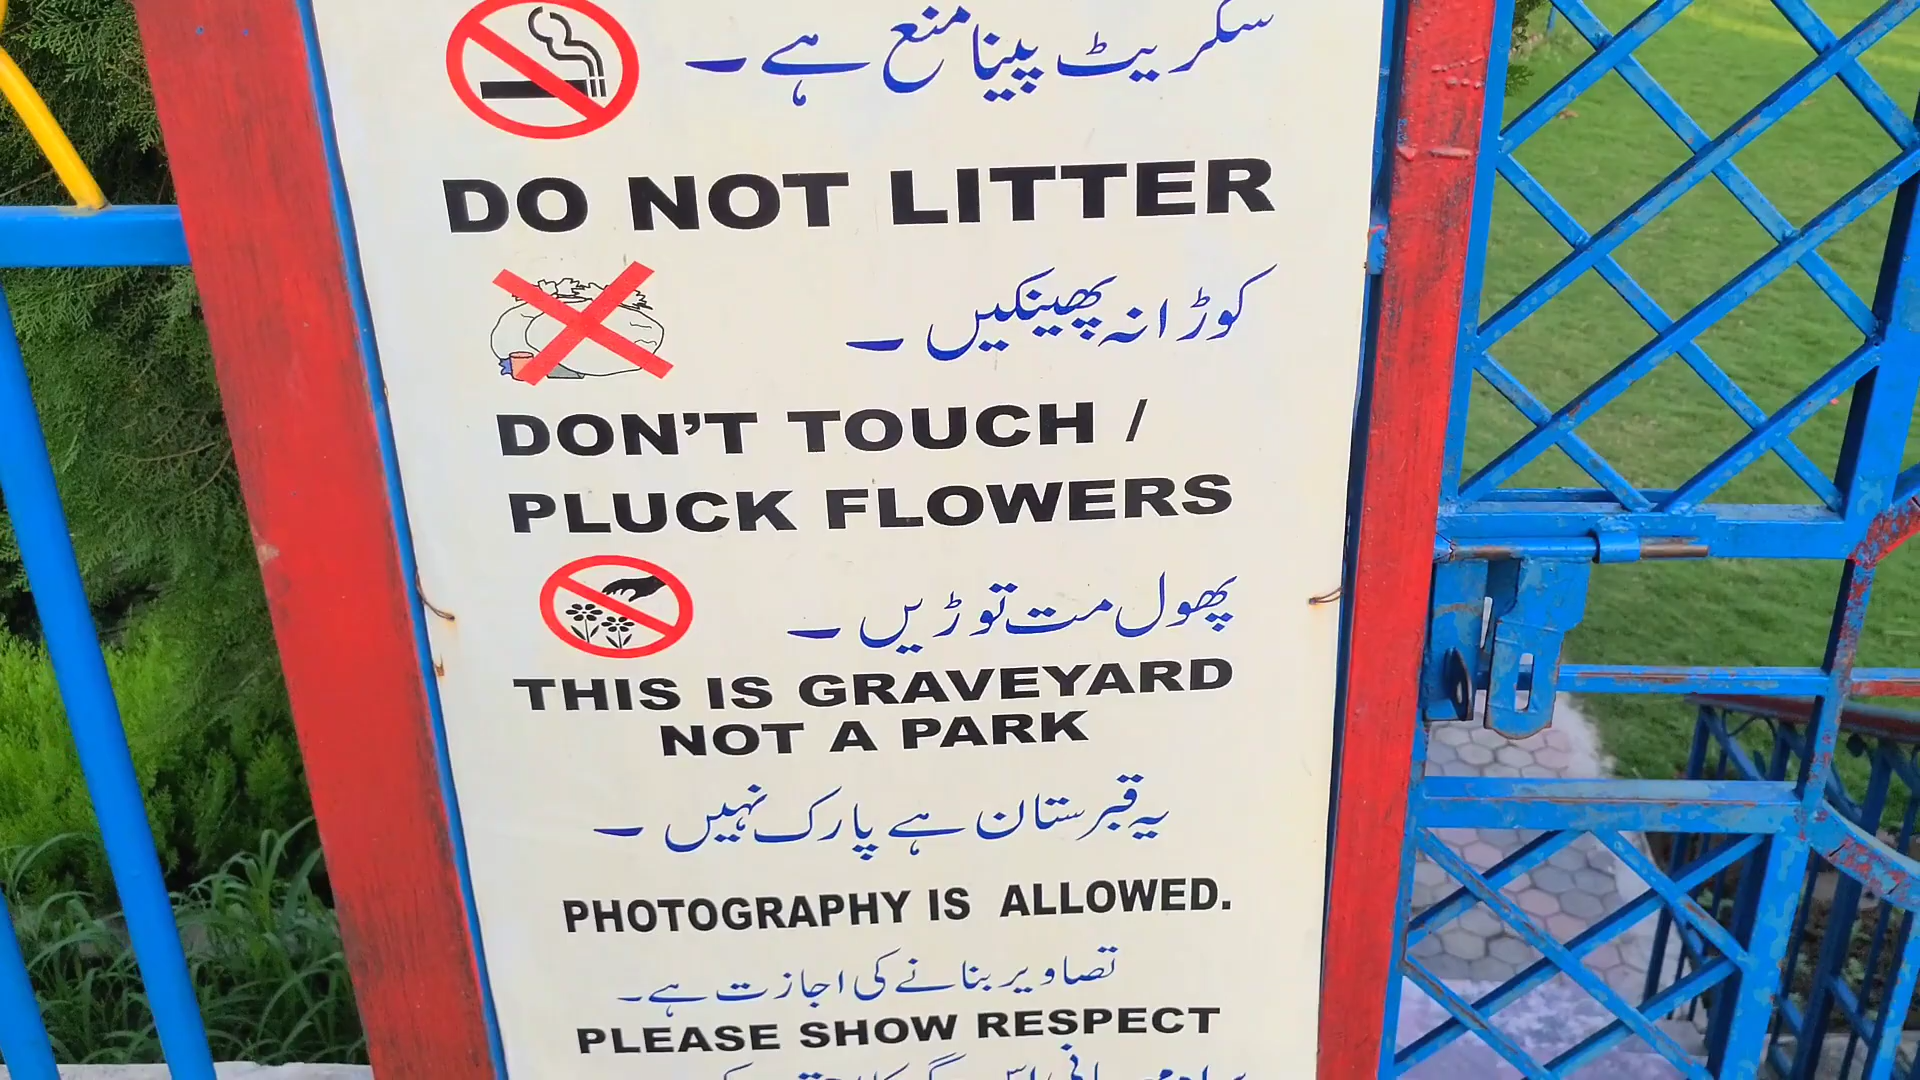 سگریٹ پینا منع ہے ۔
DO NOT LITTER
کوڑا نہ پھینکیں ۔
DON'T TOUCH /
PLUCK FLOWERS
پھول مت توڑیں ۔
THIS IS GRAVEYARD
NOT A PARK
یہ قبرستان ہے پارک نہیں ۔
PHOTOGRAPHY IS ALLOWED.
تصاویر بنانے کی اجازت ہے۔
PLEASE SHOW RESPECT